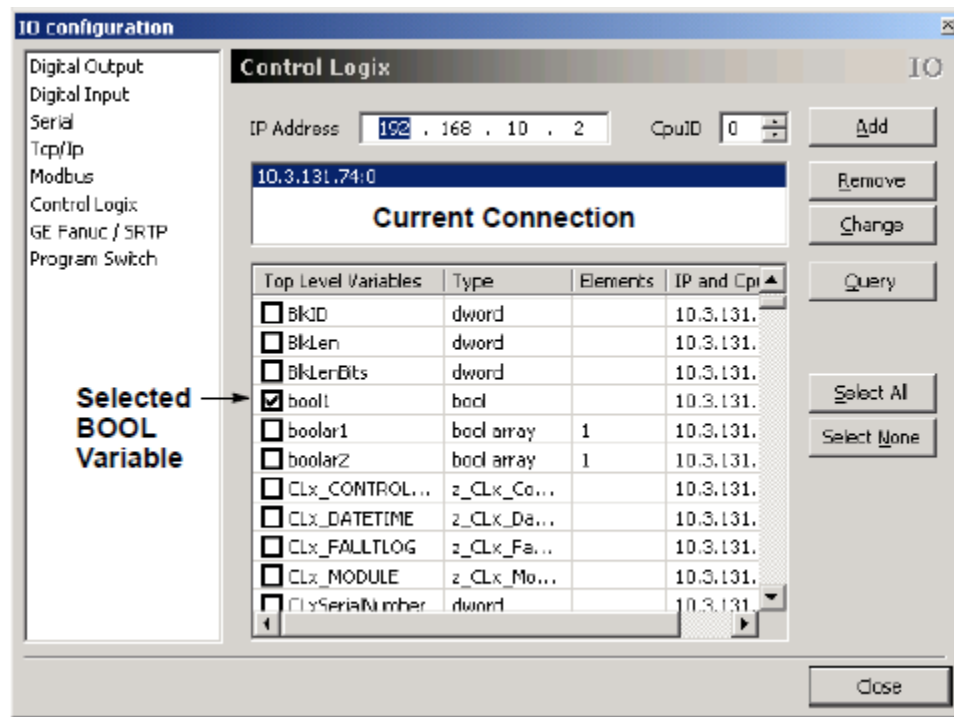 IO configuration
Digital Output
Digital Input
Serial
Tcp/Ip
Modbus
Control Logix
GE Fanuc / SRTP
Program Switch
Control Logix IO
IP Address 192 . 168 . 10 . 2 CpuID 0 Add
10.3.131.74:0
Current Connection
Remove
Change
Query
Top Level Variables Type Elements IP and Cpu
BlkID dword 10.3.131.
BlkLen dword 10.3.131.
BlkLenBits dword 10.3.131.
bool1 bool 10.3.131.
boolar1 bool array 1 10.3.131.
boolar2 bool array 1 10.3.131.
CLx_CONTROL... z_CLx_Co... 10.3.131.
CLx_DATETIME z_CLx_Da... 10.3.131.
CLx_FAULTLOG z_CLx_Fa... 10.3.131.
CLx_MODULE z_CLx_Mo... 10.3.131.
CLxSerialNumber dword 10.3.131.
Selected
BOOL
Variable
Select All
Select None
Close